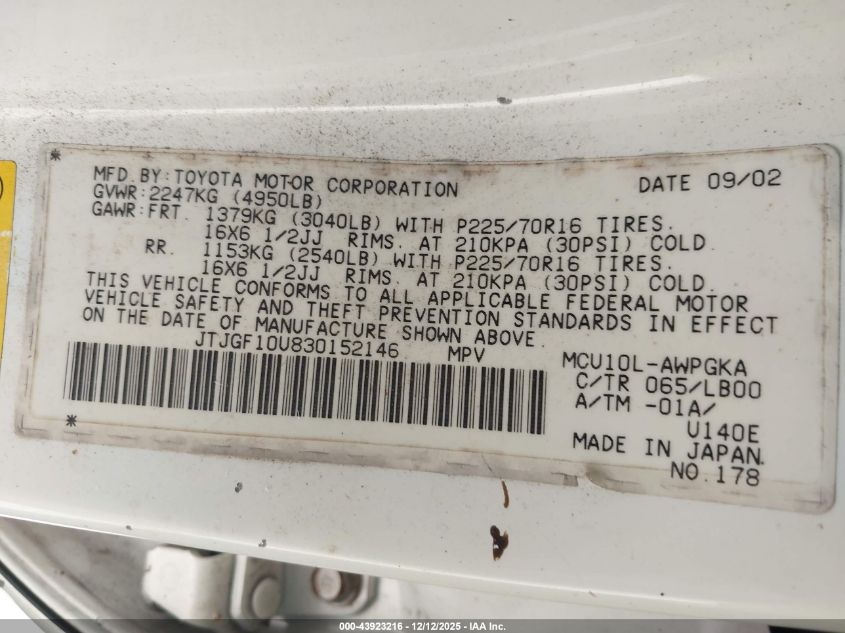 MFD. BY: TOYOTA MOTOR CORPORATION DATE 09/02
GVWR: 2247KG (4950LB)
GAWR: FRT. 1379KG (3040LB) WITH P225/70R16 TIRES.
16X6 1/2JJ RIMS. AT 210KPA (30PSI) COLD.
RR. 1153KG (2540LB) WITH P225/70R16 TIRES.
16X6 1/2JJ RIMS. AT 210KPA (30PSI) COLD.
THIS VEHICLE CONFORMS TO ALL APPLICABLE FEDERAL MOTOR
VEHICLE SAFETY AND THEFT PREVENTION STANDARDS IN EFFECT
ON THE DATE OF MANUFACTURE SHOWN ABOVE.
JTJGF10U830152146 MPV MCU10L-AWPGKA
C/TR 065/LB00
A/TM -01A/
U140E
MADE IN JAPAN.
NO.178
000-43923216 - 12/12/2025 - IAA Inc.